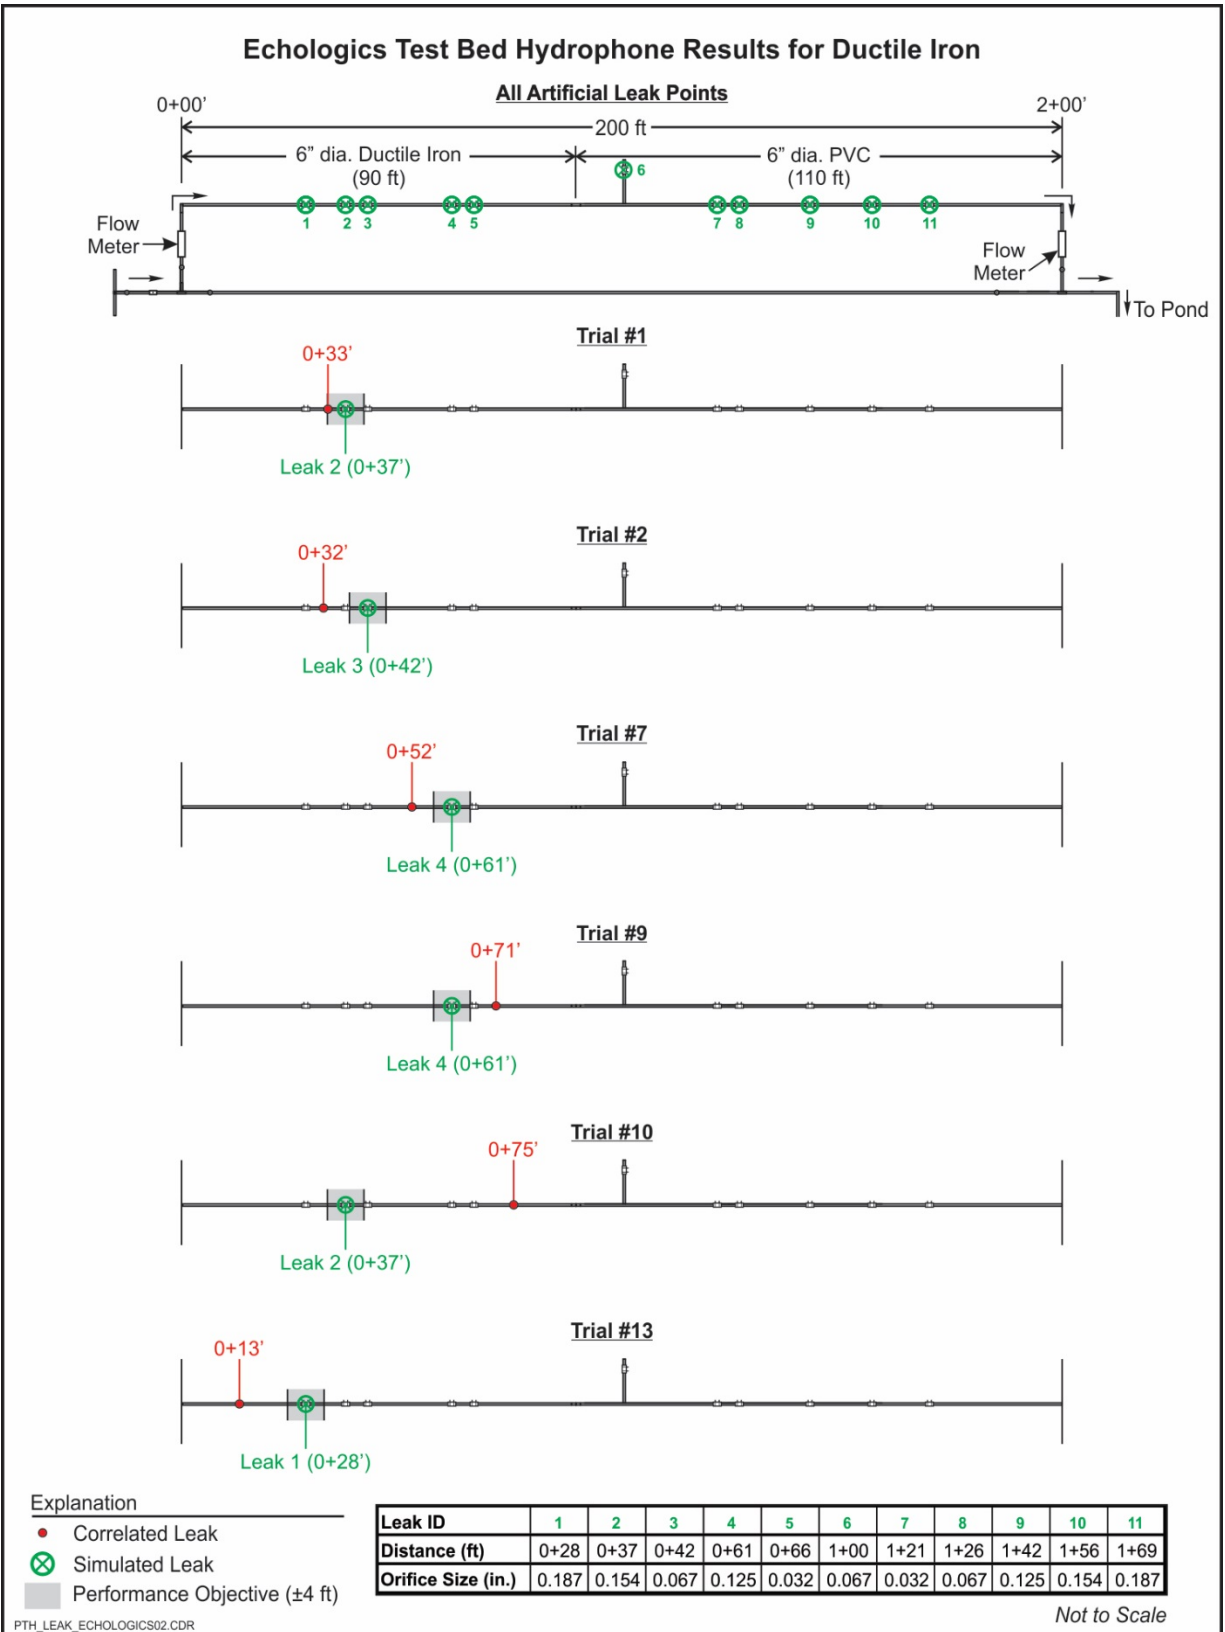 Echologics Test Bed Hydrophone Results for Ductile Iron
All Artificial Leak Points
0+00’
2+00’
200 ft
6” dia. Ductile Iron
(90 ft)
6” dia. PVC
(110 ft)
6
1 2 3 4 5 7 8 9 10 11
Flow
Meter
Flow
Meter
To Pond
Trial #1
0+33’
Leak 2 (0+37’)
Trial #2
0+32’
Leak 3 (0+42’)
Trial #7
0+52’
Leak 4 (0+61’)
Trial #9
0+71’
Leak 4 (0+61’)
Trial #10
0+75’
Leak 2 (0+37’)
Trial #13
0+13’
Leak 1 (0+28’)
Explanation
Correlated Leak
Simulated Leak
Performance Objective (±4 ft)
PTH_LEAK_ECHOLOGICS02.CDR
Leak ID 1 2 3 4 5 6 7 8 9 10 11
Distance (ft) 0+28 0+37 0+42 0+61 0+66 1+00 1+21 1+26 1+42 1+56 1+69
Orifice Size (in.) 0.187 0.154 0.067 0.125 0.032 0.067 0.032 0.067 0.125 0.154 0.187
Not to Scale